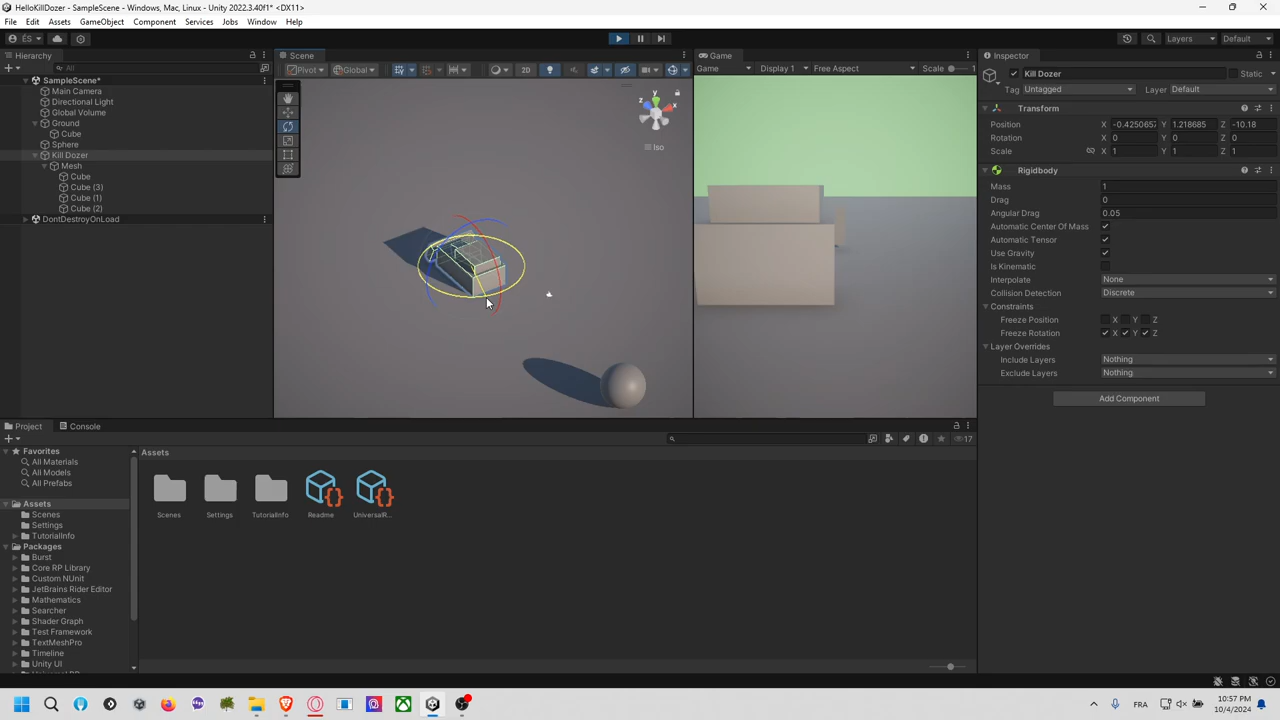 HelloKillDozer - SampleScene - Windows, Mac, Linux - Unity 2022.3.40f1* <DX11>
File Edit Assets GameObject Component Services Jobs Window Help
ÉS
Layers Default
Hierarchy
All
SampleScene*
Main Camera
Directional Light
Global Volume
Ground
Cube
Sphere
Kill Dozer
Mesh
Cube
Cube (3)
Cube (1)
Cube (2)
DontDestroyOnLoad
Scene
Pivot Global 2D
y
x
z
Iso
Game
Game Display 1 Free Aspect Scale 1
Inspector
Kill Dozer Static
Tag Untagged Layer Default
Transform
Position X -0.4250657 Y 1.218685 Z -10.18
Rotation X 0 Y 0 Z 0
Scale X 1 Y 1 Z 1
Rigidbody
Mass 1
Drag 0
Angular Drag 0.05
Automatic Center Of Mass
Automatic Tensor
Use Gravity
Is Kinematic
Interpolate None
Collision Detection Discrete
Constraints
Freeze Position X Y Z
Freeze Rotation X Y Z
Layer Overrides
Include Layers Nothing
Exclude Layers Nothing
Add Component
Project Console
17
Favorites
All Materials
All Models
All Prefabs
Assets
Scenes
Settings
TutorialInfo
Packages
Burst
Core RP Library
Custom NUnit
JetBrains Rider Editor
Mathematics
Searcher
Shader Graph
Test Framework
TextMeshPro
Timeline
Unity UI
Assets
Scenes Settings TutorialInfo Readme UniversalR...
FRE
10:57 PM
10/4/2024